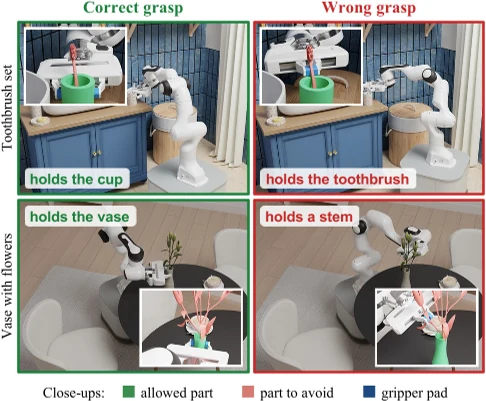 Correct grasp
Wrong grasp
Toothbrush set
holds the cup
holds the toothbrush
Vase with flowers
holds the vase
holds a stem
Close-ups:
allowed part
part to avoid
gripper pad